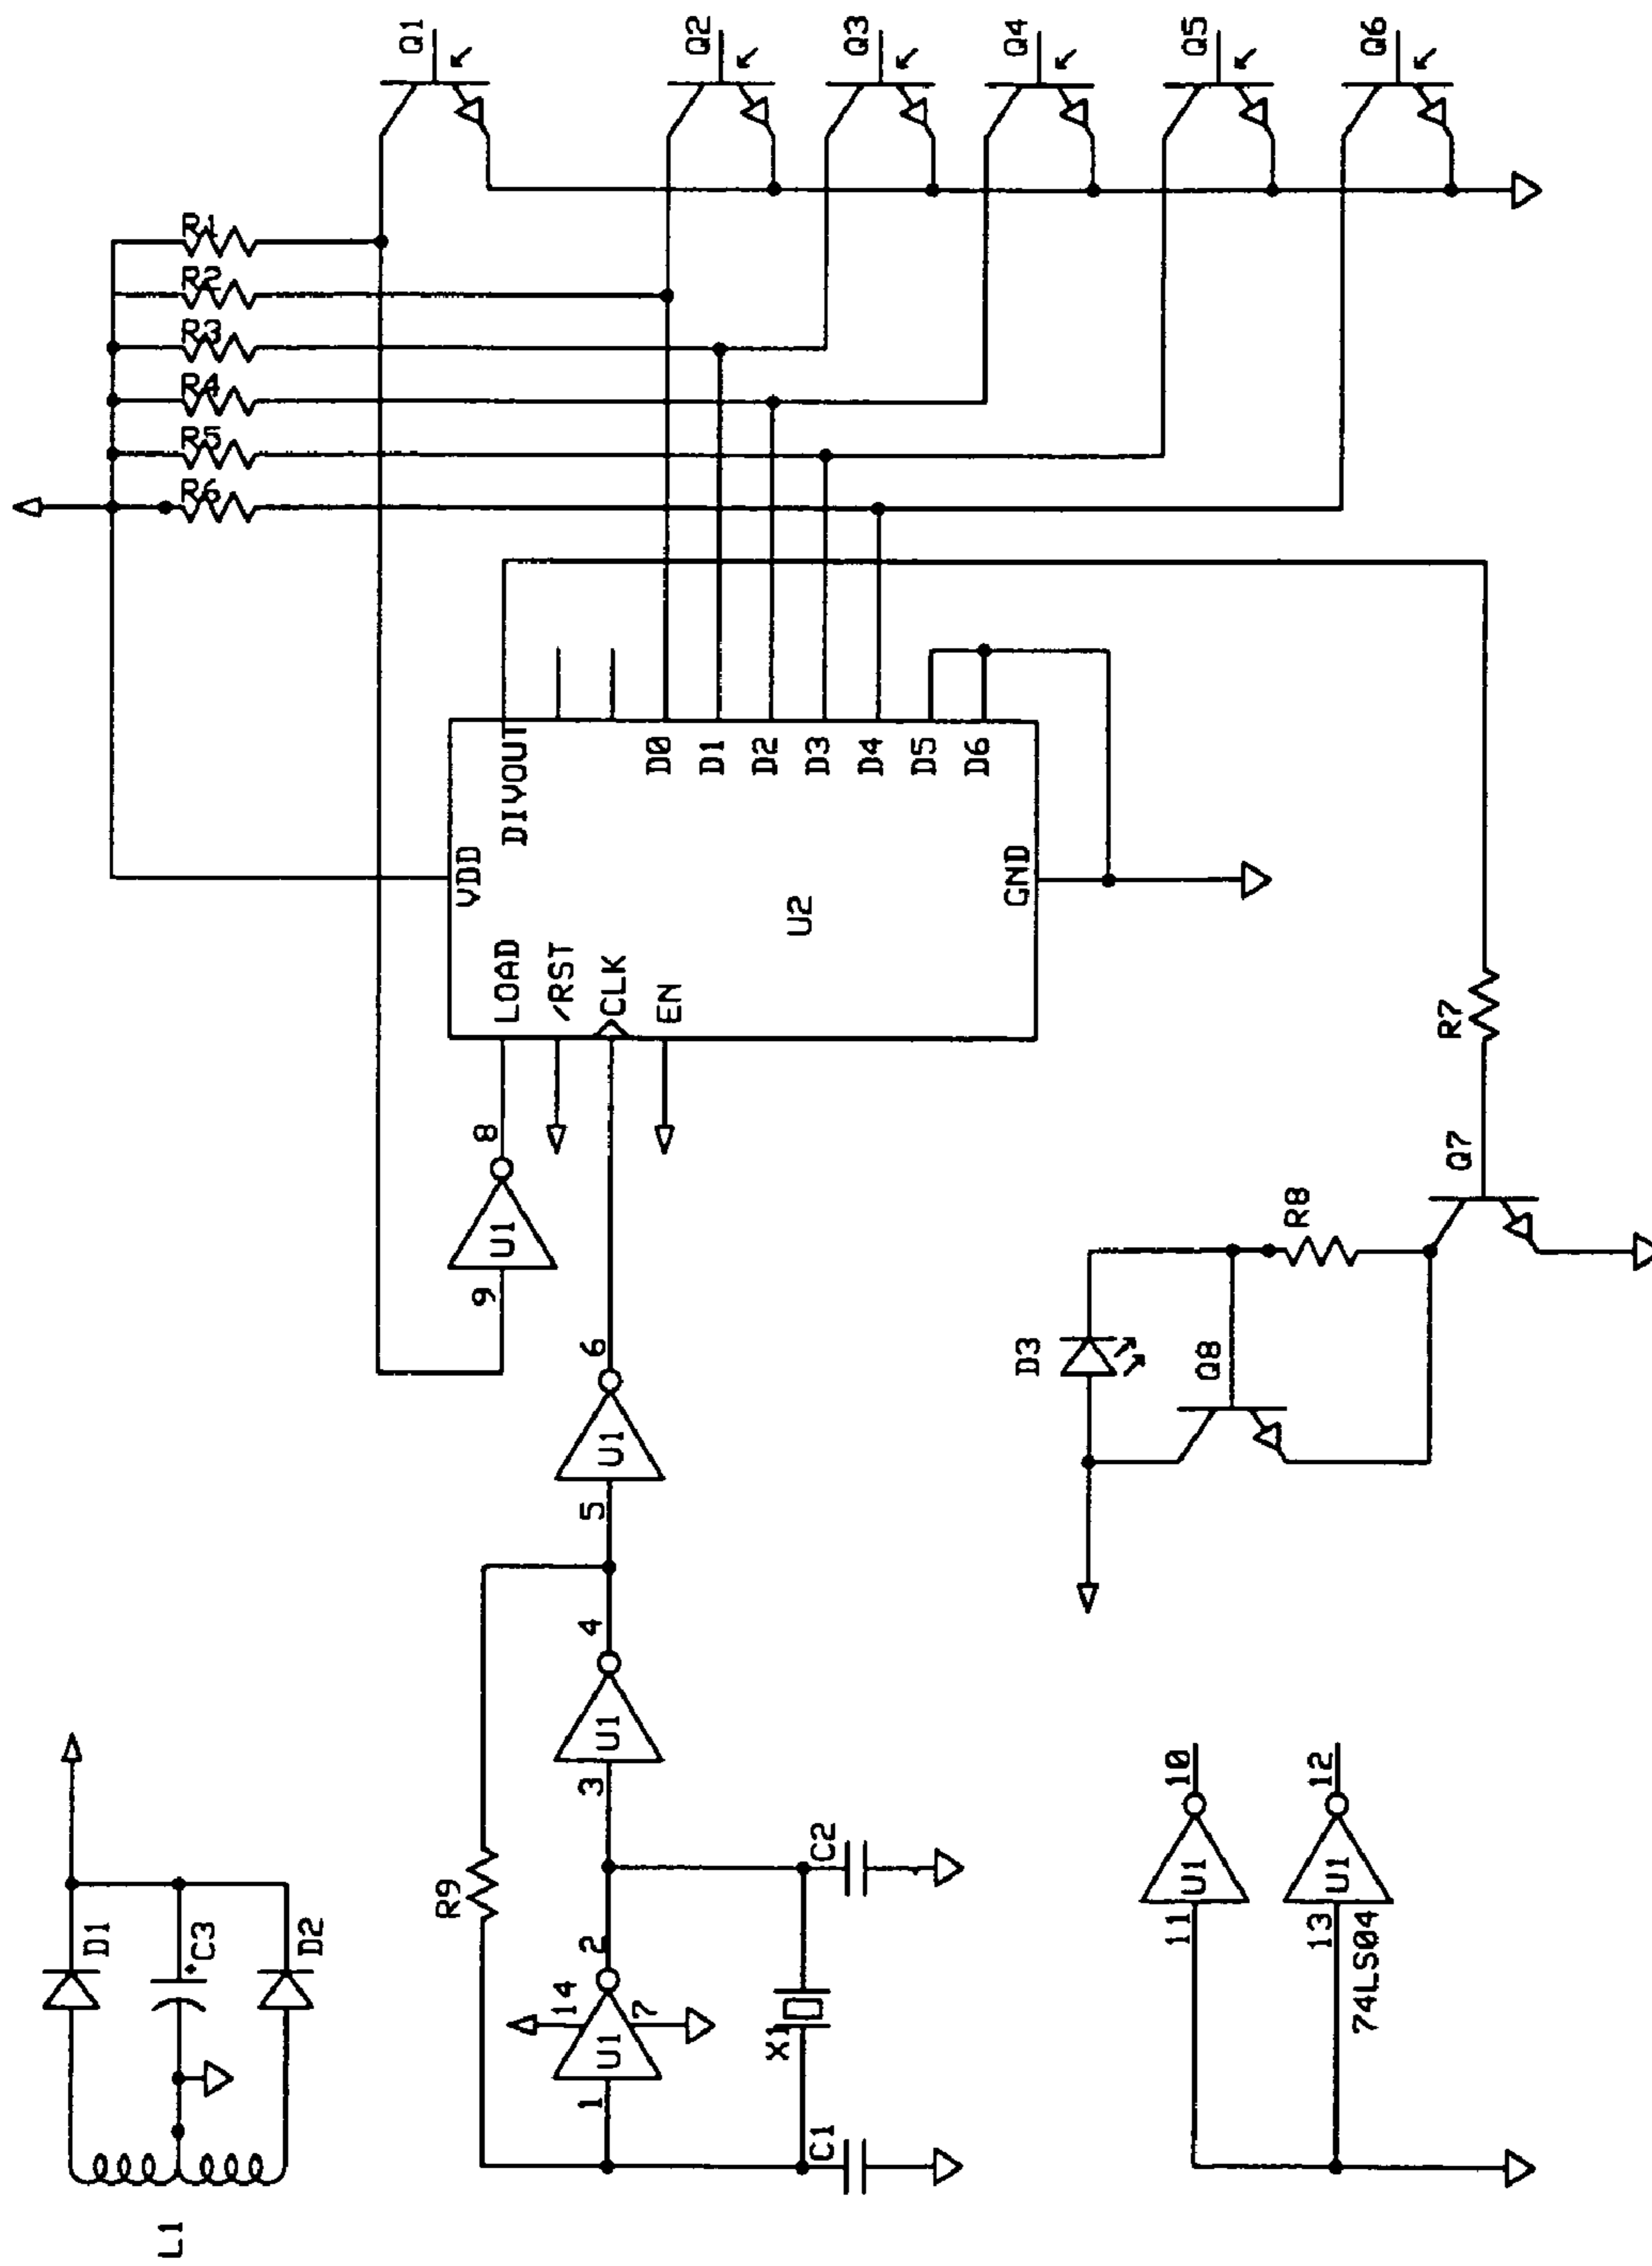 Q1
Q2
Q3
Q4
Q5
Q6
R1
R2
R3
R4
R5
R6
DIVOUT
D0
D1
D2
D3
D4
D5
D6
VDD
GND
U2
LOAD
/RST
CLK
EN
8
U1
9
6
U1
5
4
U1
3
R9
2
14
U1
7
1
X1
C1
C2
R7
Q7
R8
D3
Q8
D1
C3
+
D2
L1
10
U1
11
12
U1
13
74LS04